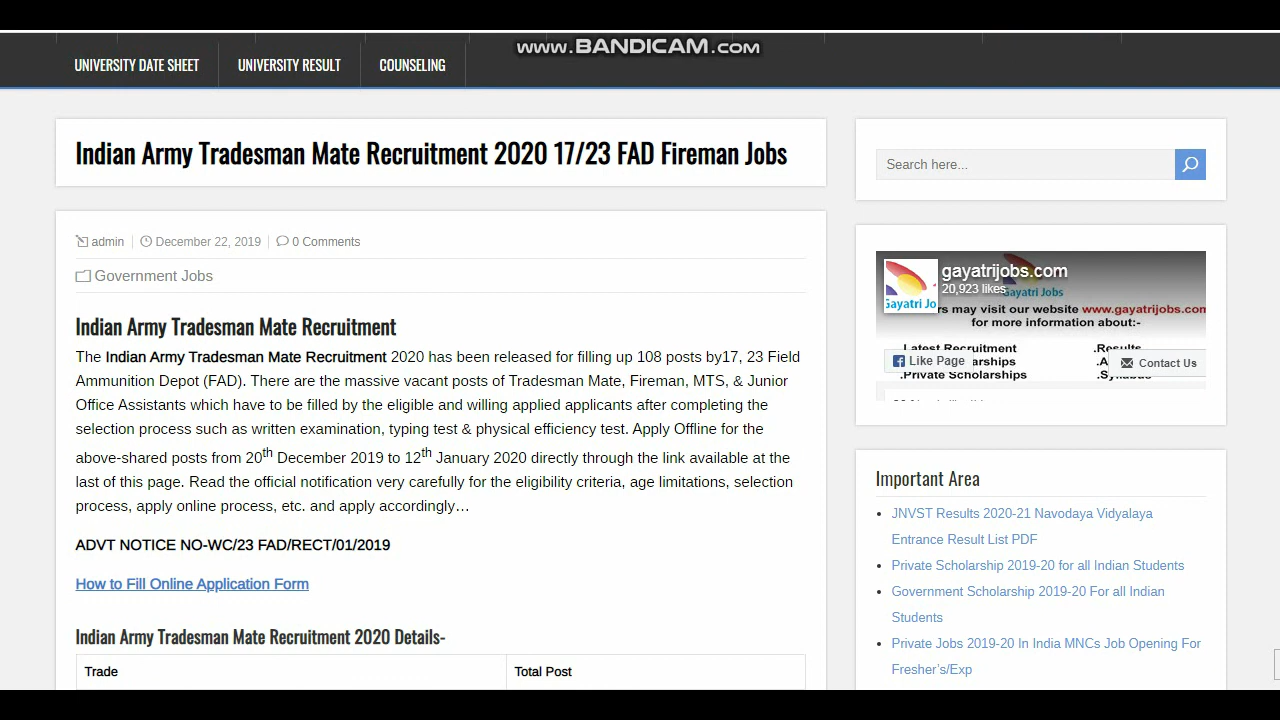 www.BANDICAM.com
UNIVERSITY DATE SHEET
UNIVERSITY RESULT
COUNSELING
Indian Army Tradesman Mate Recruitment 2020 17/23 FAD Fireman Jobs
admin
December 22, 2019
0 Comments
Government Jobs
Indian Army Tradesman Mate Recruitment
The Indian Army Tradesman Mate Recruitment 2020 has been released for filling up 108 posts by17, 23 Field
Ammunition Depot (FAD). There are the massive vacant posts of Tradesman Mate, Fireman, MTS, & Junior
Office Assistants which have to be filled by the eligible and willing applied applicants after completing the
selection process such as written examination, typing test & physical efficiency test. Apply Offline for the
above-shared posts from 20th December 2019 to 12th January 2020 directly through the link available at the
last of this page. Read the official notification very carefully for the eligibility criteria, age limitations, selection
process, apply online process, etc. and apply accordingly…
ADVT NOTICE NO-WC/23 FAD/RECT/01/2019
How to Fill Online Application Form
Indian Army Tradesman Mate Recruitment 2020 Details-
Trade
Total Post
Search here...
gayatrijobs.com
20,923 likes
Gayatri Jobs
Gayatri Jo
may visit our website www.gayatrijobs.com
for more information about:-
.Latest Recruitment
.Results
Like Page
Contact Us
.Private Scholarships
.Syllabus
Important Area
JNVST Results 2020-21 Navodaya Vidyalaya
Entrance Result List PDF
Private Scholarship 2019-20 for all Indian Students
Government Scholarship 2019-20 For all Indian
Students
Private Jobs 2019-20 In India MNCs Job Opening For
Fresher's/Exp